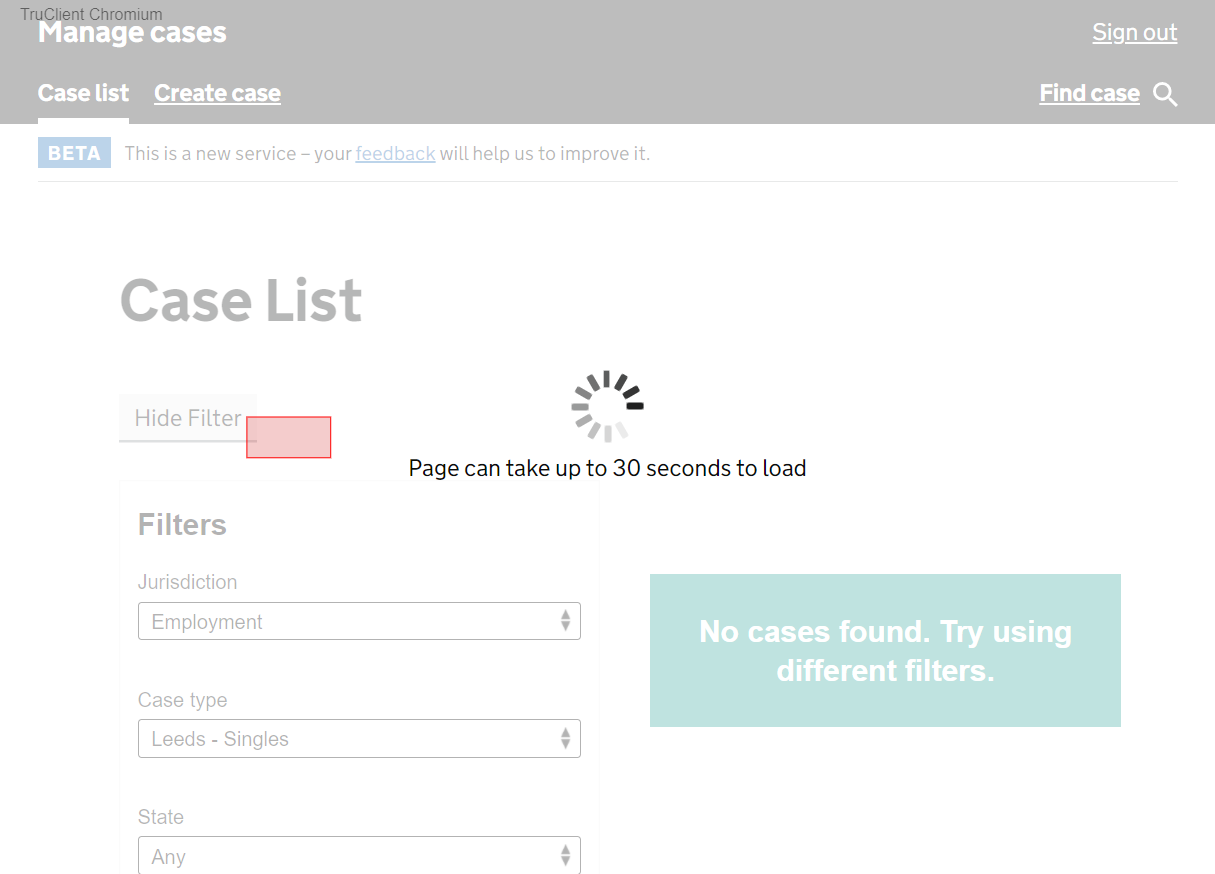 TruClient Chromium
Manage cases
Sign out
Case list Create case
Find case
BETA This is a new service – your feedback will help us to improve it.
Case List
Hide Filter
Page can take up to 30 seconds to load
Filters
Jurisdiction
Employment
No cases found. Try using
different filters.
Case type
Leeds - Singles
State
Any